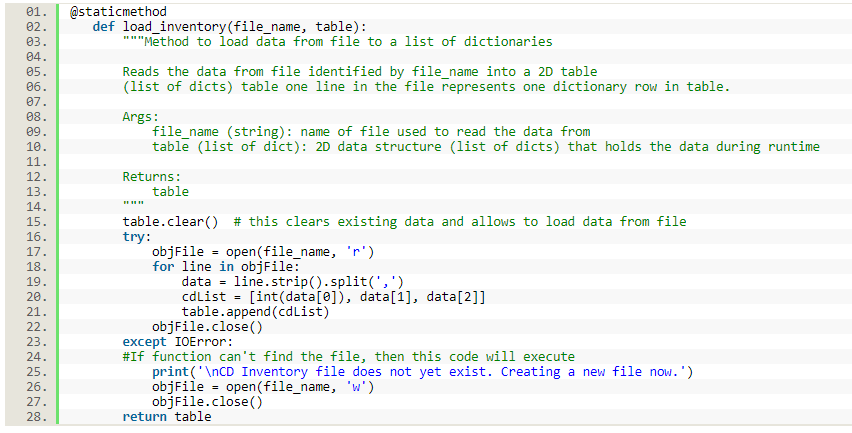 01. @staticmethod
02.     def load_inventory(file_name, table):
03.         """Method to load data from file to a list of dictionaries
04.
05.         Reads the data from file identified by file_name into a 2D table
06.         (list of dicts) table one line in the file represents one dictionary row in table.
07.
08.         Args:
09.             file_name (string): name of file used to read the data from
10.             table (list of dict): 2D data structure (list of dicts) that holds the data during runtime
11.
12.         Returns:
13.             table
14.         """
15.         table.clear()  # this clears existing data and allows to load data from file
16.         try:
17.             objFile = open(file_name, 'r')
18.             for line in objFile:
19.                 data = line.strip().split(',')
20.                 cdList = [int(data[0]), data[1], data[2]]
21.                 table.append(cdList)
22.             objFile.close()
23.         except IOError:
24.         #If function can't find the file, then this code will execute
25.             print('\nCD Inventory file does not yet exist. Creating a new file now.')
26.             objFile = open(file_name, 'w')
27.             objFile.close()
28.         return table